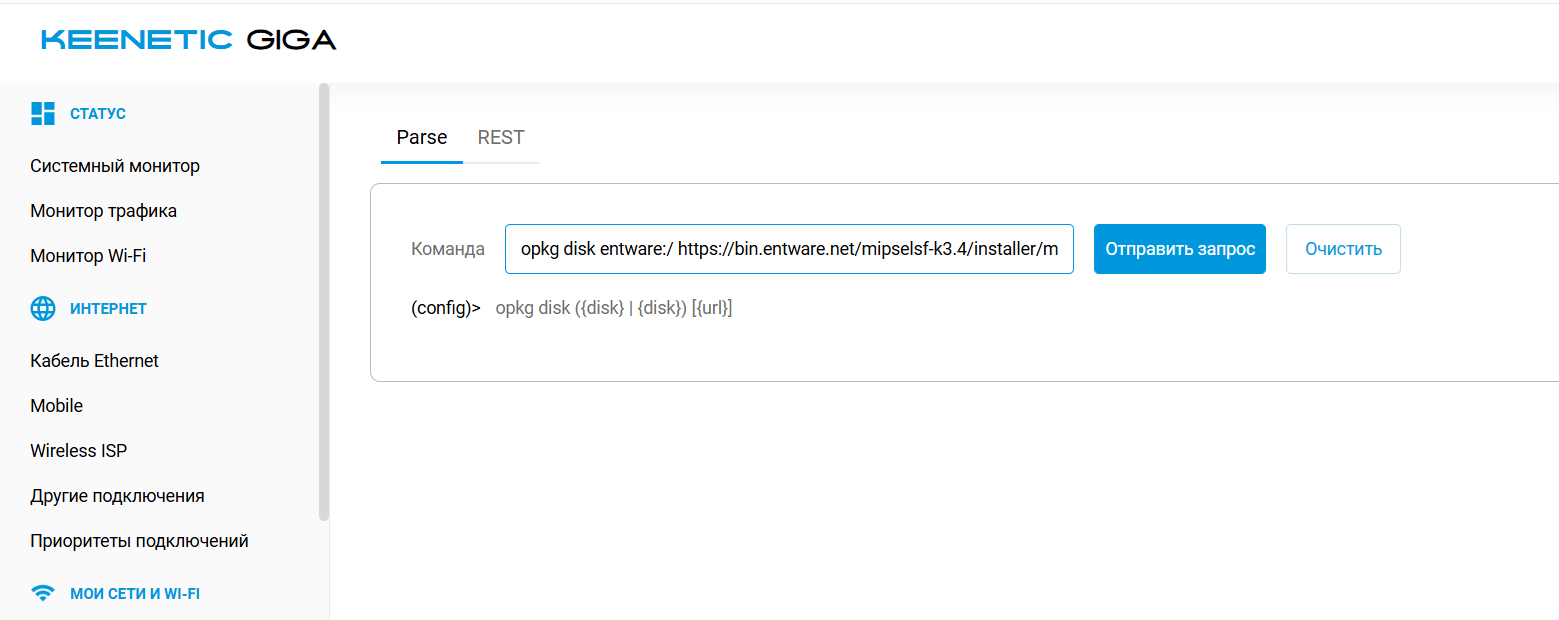 KEENETIC GIGA
СТАТУС
Системный монитор
Монитор трафика
Монитор Wi-Fi
ИНТЕРНЕТ
Кабель Ethernet
Mobile
Wireless ISP
Другие подключения
Приоритеты подключений
МОИ СЕТИ И WI-FI
Parse REST
Команда opkg disk entware:/ https://bin.entware.net/mipselsf-k3.4/installer/m Отправить запрос Очистить
(config)> opkg disk ({disk} | {disk}) [{url}]